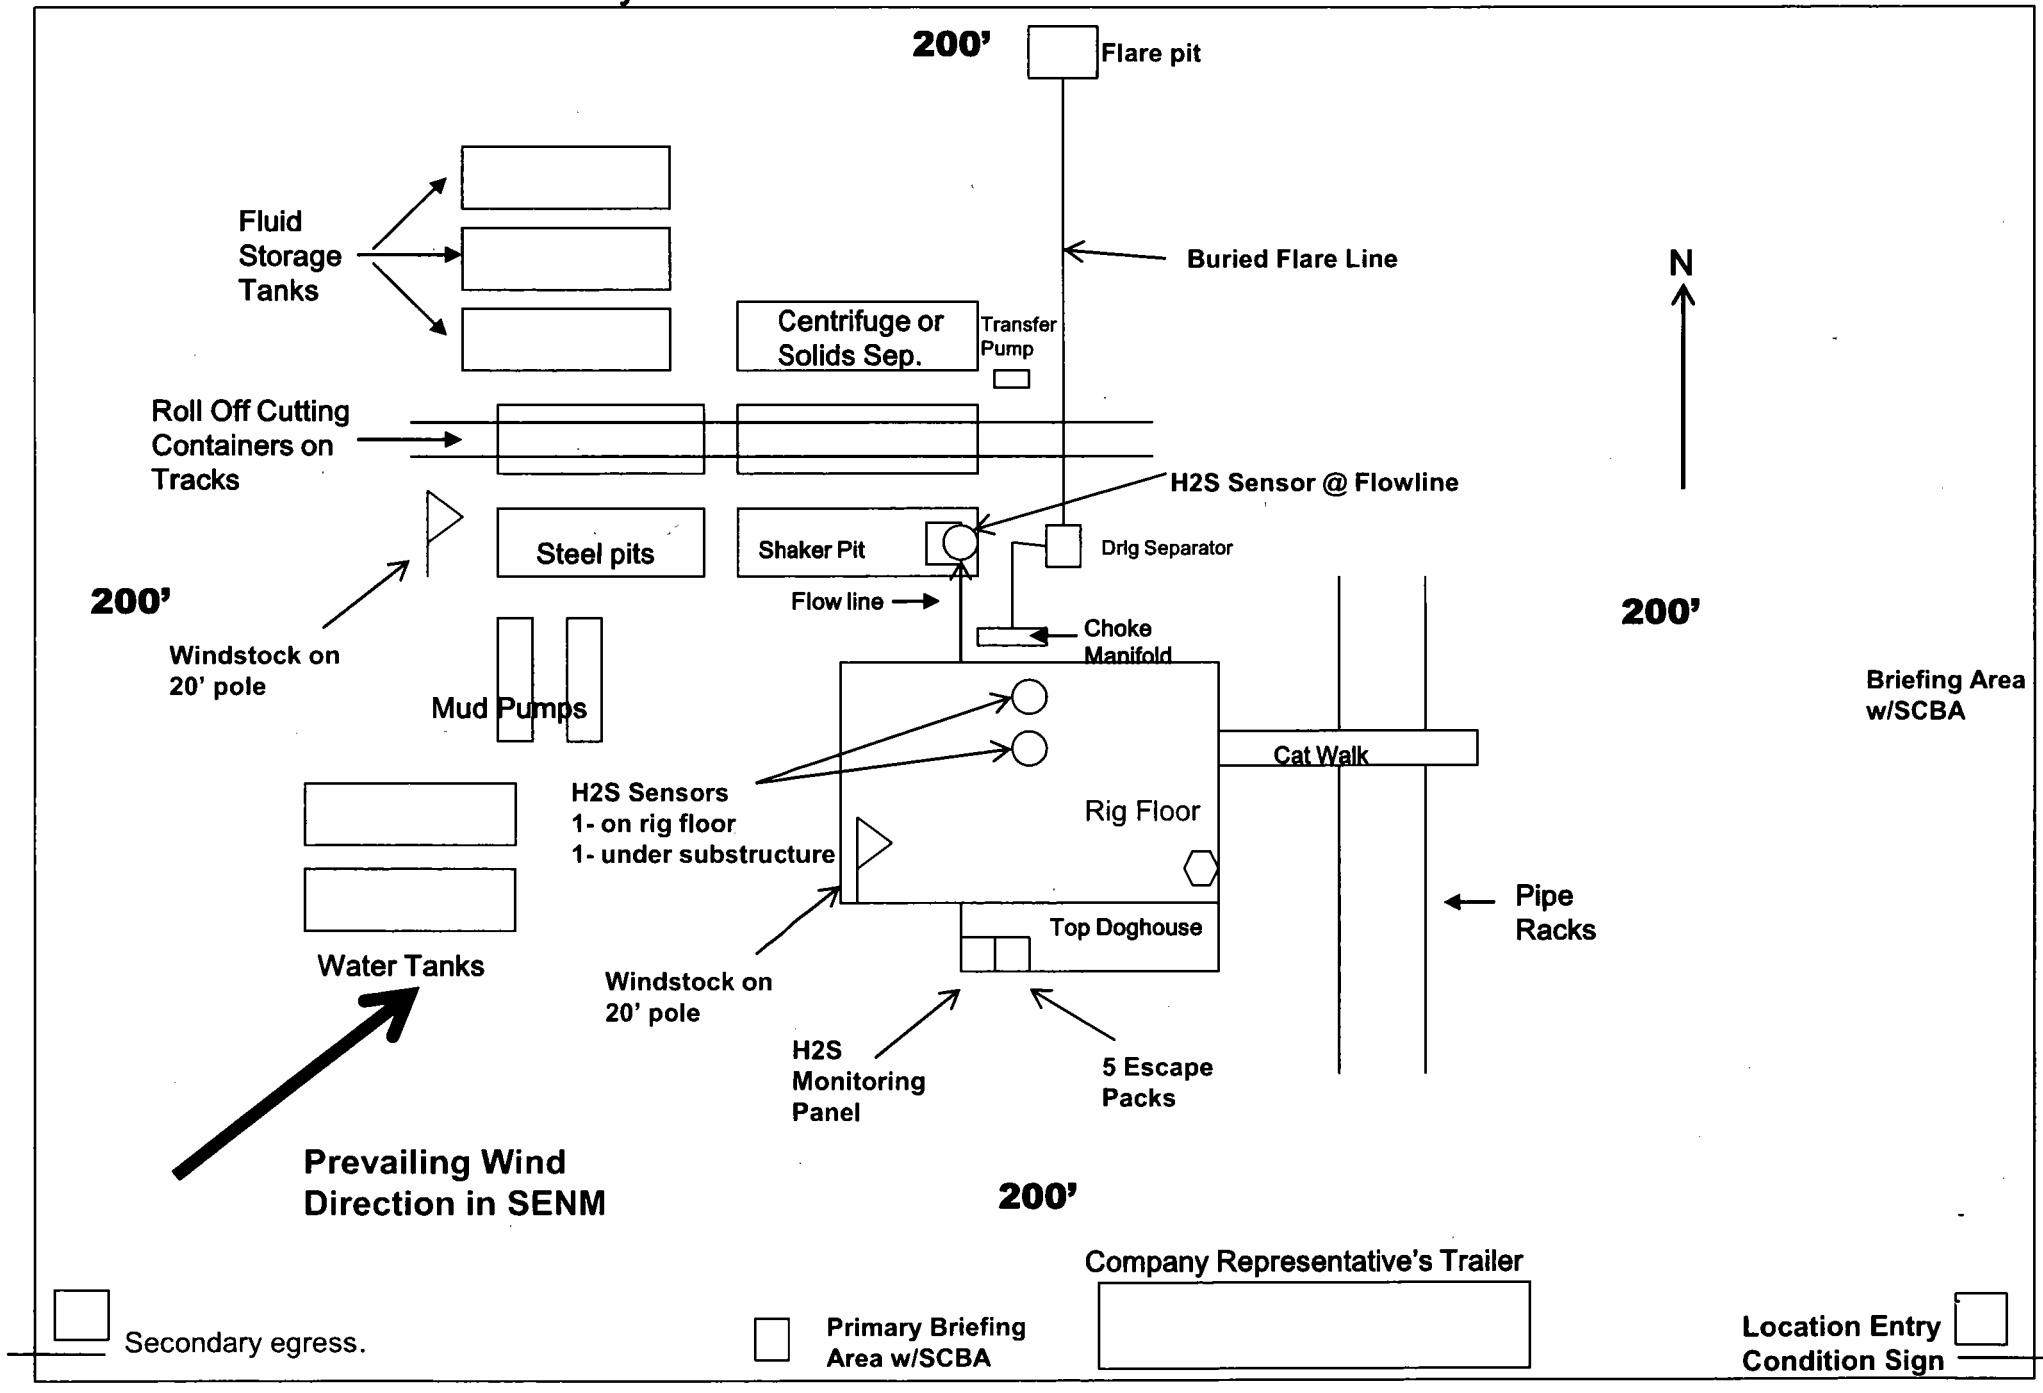 200’
Flare pit
Fluid
Storage
Tanks
Buried Flare Line
N
Centrifuge or
Solids Sep.
Transfer
Pump
Roll Off Cutting
Containers on
Tracks
H2S Sensor @ Flowline
Steel pits
Shaker Pit
Drlg Separator
200’
Flow line
200’
Choke
Manifold
Windstock on
20’ pole
Mud Pumps
Briefing Area
w/SCBA
Cat Walk
H2S Sensors
1- on rig floor
1- under substructure
Rig Floor
Pipe
Racks
Top Doghouse
Water Tanks
Windstock on
20’ pole
H2S
Monitoring
Panel
5 Escape
Packs
Prevailing Wind
Direction in SENM
200’
Company Representative’s Trailer
Secondary egress.
Primary Briefing
Area w/SCBA
Location Entry
Condition Sign